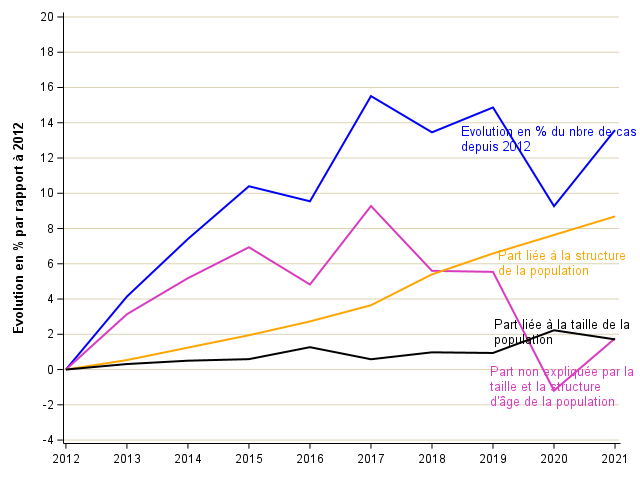 20
18
16
14
12
10
8
6
4
2
0
-2
-4
Evolution en % par rapport à 2012
Evolution en % du nbre de cas
depuis 2012
Part liée à la structure
de la population
Part liée à la taille de la
population
Part non expliquée par la
taille et la structure
d'âge de la population
2012 2013 2014 2015 2016 2017 2018 2019 2020 2021